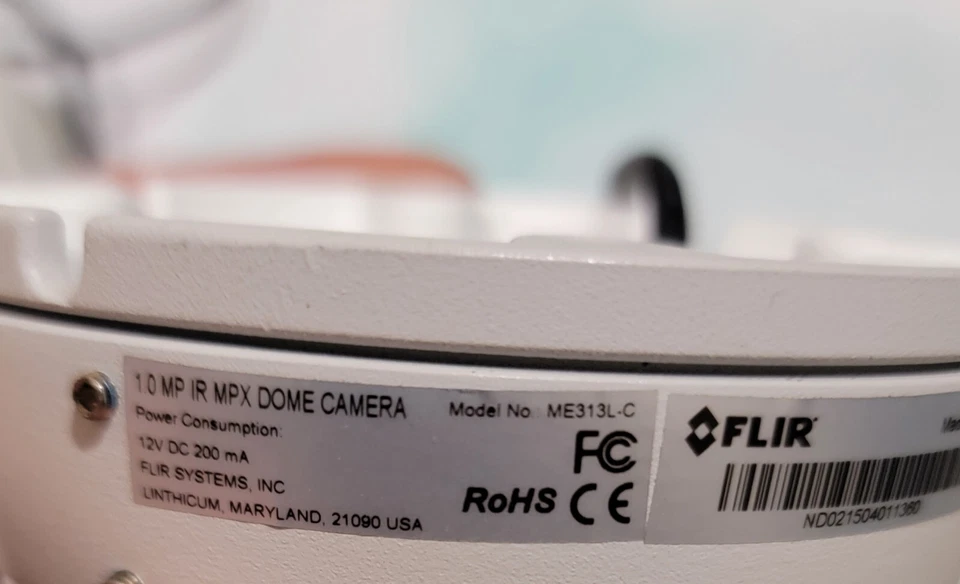 1.0 MP IR MPX DOME CAMERA
Model No. ME313L-C
Power Consumption:
12V DC 200 mA
FLIR SYSTEMS, INC
LINTHICUM, MARYLAND, 21090 USA
FC
RoHS CE
FLIR
ND021504011360